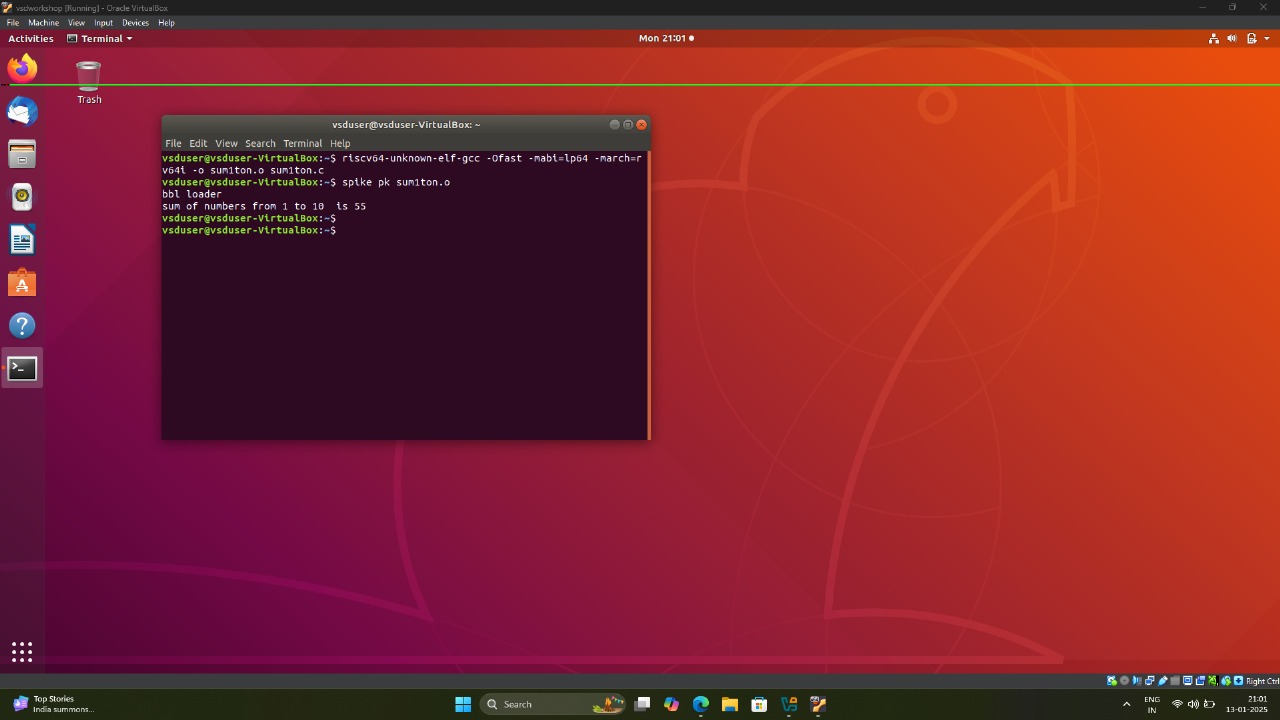 vsdworkshop [Running] - Oracle VirtualBox
File Machine View Input Devices Help
Activities Terminal Mon 21:01
Trash
vsduser@vsduser-VirtualBox: ~
File Edit View Search Terminal Help
vsduser@vsduser-VirtualBox:~$ riscv64-unknown-elf-gcc -Ofast -mabi=lp64 -march=r
v64i -o sum1ton.o sum1ton.c
vsduser@vsduser-VirtualBox:~$ spike pk sum1ton.o
bbl loader
sum of numbers from 1 to 10  is 55
vsduser@vsduser-VirtualBox:~$
vsduser@vsduser-VirtualBox:~$
Right Ctrl
Top Stories
India summons...
Search
ENG
IN
21:01
13-01-2025